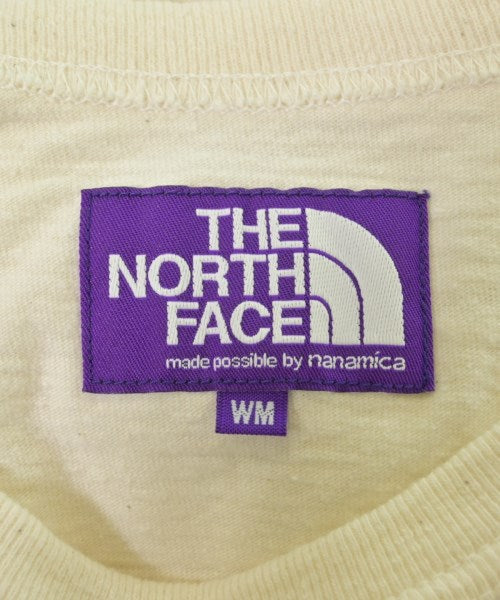 THE
NORTH
FACE
made possible by nanamica
WM